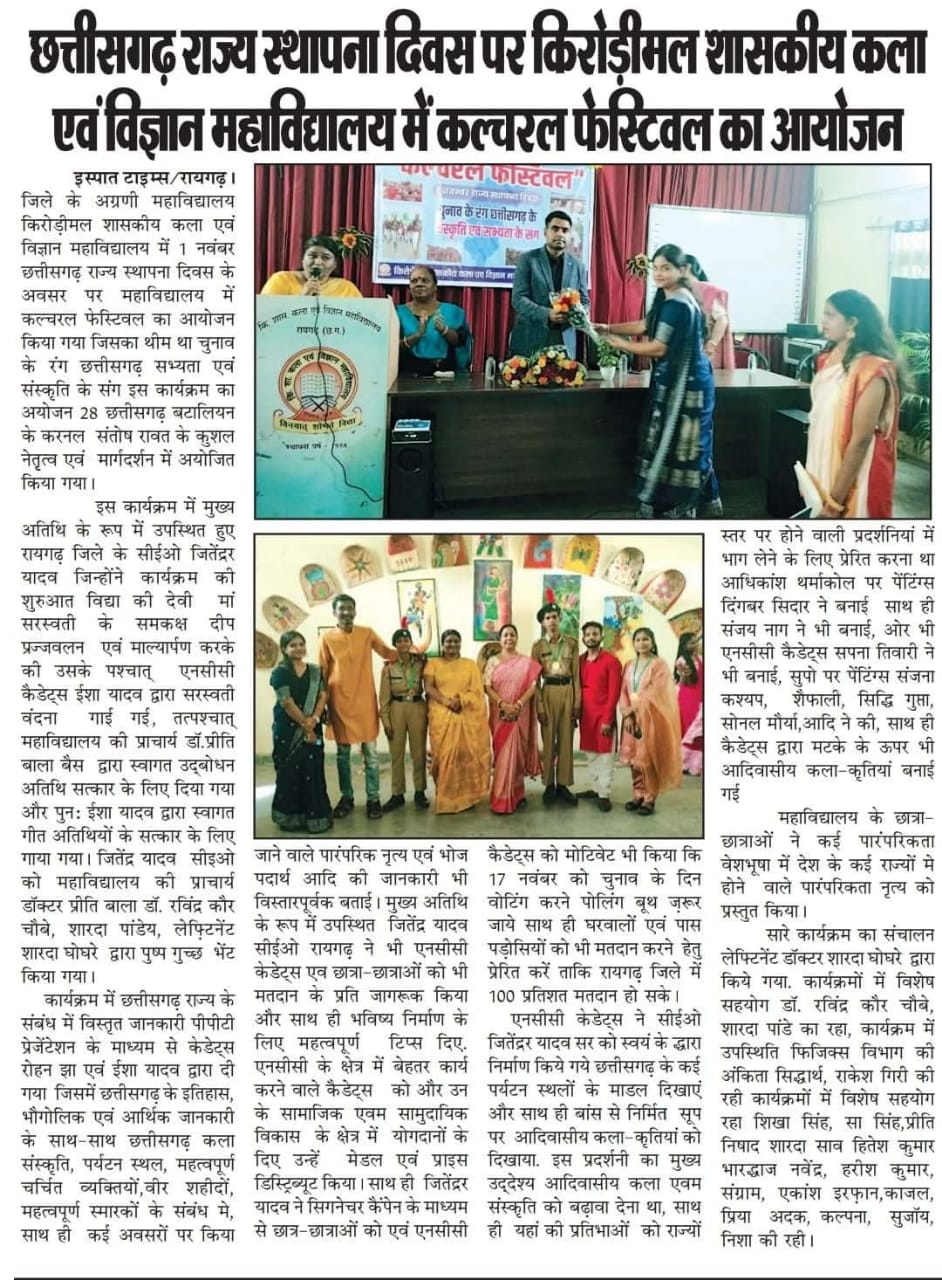 छत्तीसगढ़ राज्य स्थापना दिवस पर किरोड़ीमल शासकीय कला
एवं विज्ञान महाविद्यालय में कल्चरल फेस्टिवल का आयोजन
इस्पात टाइम्स/रायगढ़।
जिले के अग्रणी महाविद्यालय
किरोड़ीमल शासकीय कला एवं
विज्ञान महाविद्यालय में 1 नवंबर
छत्तीसगढ़ राज्य स्थापना दिवस के
अवसर पर महाविद्यालय में
कल्चरल फेस्टिवल का आयोजन
किया गया जिसका थीम था चुनाव
के रंग छत्तीसगढ़ सभ्यता एवं
संस्कृति के संग इस कार्यक्रम का
अयोजन 28 छत्तीसगढ़ बटालियन
के करनल संतोष रावत के कुशल
नेतृत्व एवं मार्गदर्शन में अयोजित
किया गया।
इस कार्यक्रम में मुख्य
अतिथि के रूप में उपस्थित हुए
रायगढ़ जिले के सीईओ जितेंद्रर
यादव जिन्होंने कार्यक्रम की
शुरुआत विद्या की देवी मां
सरस्वती के समकक्ष दीप
प्रज्जवलन एवं माल्यार्पण करके
की उसके पश्चात् एनसीसी
कैडेट्स ईशा यादव द्वारा सरस्वती
वंदना गाई गई, तत्पश्चात्
महाविद्यालय की प्राचार्य डॉ.प्रीति
बाला बैस द्वारा स्वागत उद्बोधन
अतिथि सत्कार के लिए दिया गया
और पुन: ईशा यादव द्वारा स्वागत
गीत अतिथियों के सत्कार के लिए
गाया गया। जितेंद्र यादव सीइओ
को महाविद्यालय की प्राचार्य
डॉक्टर प्रीति बाला डॉ. रविंद्र कौर
चौबे, शारदा पांडेय, लेफ्टिनेंट
शारदा घोघरे द्वारा पुष्प गुच्छ भेंट
किया गया।
कार्यक्रम में छत्तीसगढ़ राज्य के
संबंध में विस्तृत जानकारी पीपीटी
प्रेजेंटेशन के माध्यम से केडेट्स
रोहन झा एवं ईशा यादव द्वारा दी
गया जिसमें छत्तीसगढ़ के इतिहास,
भौगोलिक एवं आर्थिक जानकारी
के साथ-साथ छत्तीसगढ़ कला
संस्कृति, पर्यटन स्थल, महत्वपूर्ण
चर्चित व्यक्तियों,वीर शहीदों,
महत्वपूर्ण स्मारकों के संबंध मे,
साथ ही कई अवसरों पर किया
कल्चरल फेस्टिवल"
चुनाव के रंग छत्तीसगढ़ के
संस्कृति एवं सभ्यता के संग
कि. शास. कला एवं विज्ञान महाविद्यालय
रायगढ़ (छ.ग.)
विनयात् शोभते विद्या
स्थापना वर्ष - 1958
जाने वाले पारंपरिक नृत्य एवं भोज
पदार्थ आदि की जानकारी भी
विस्तारपूर्वक बताई। मुख्य अतिथि
के रूप में उपस्थित जितेंद्र यादव
सीईओ रायगढ़ ने भी एनसीसी
केडेट्स एव छात्रा-छात्राओं को भी
मतदान के प्रति जागरूक किया
और साथ ही भविष्य निर्माण के
लिए महत्वपूर्ण टिप्स दिए.
एनसीसी के क्षेत्र में बेहतर कार्य
करने वाले कैडेट्स को और उन
के सामाजिक एवम सामुदायिक
विकास के क्षेत्र में योगदानों के
दिए उन्हें मेडल एवं प्राइस
डिस्ट्रिब्यूट किया। साथ ही जितेंद्रर
यादव ने सिगनेचर कैंपेन के माध्यम
से छात्र-छात्राओं को एवं एनसीसी
कैडेट्स को मोटिवेट भी किया कि
17 नवंबर को चुनाव के दिन
वोटिंग करने पोलिंग बूथ ज़रूर
जाये साथ ही घरवालों एवं पास
पड़ोसियों को भी मतदान करने हेतु
प्रेरित करें ताकि रायगढ़ जिले में
100 प्रतिशत मतदान हो सके।
एनसीसी केडेट्स ने सीईओ
जितेंद्रर यादव सर को स्वयं के द्धारा
निर्माण किये गये छत्तीसगढ़ के कई
पर्यटन स्थलों के माडल दिखाएं
और साथ ही बांस से निर्मित सूप
पर आदिवासीय कला-कृतियां को
दिखाया. इस प्रदर्शनी का मुख्य
उद्देश्य आदिवासीय कला एवम
संस्कृति को बढ़ावा देना था, साथ
ही यहां की प्रतिभाओं को राज्यों
स्तर पर होने वाली प्रदर्शनियां में
भाग लेने के लिए प्रेरित करना था
आधिकांश थर्माकोल पर पेंटिंग्स
दिंगबर सिदार ने बनाई साथ ही
संजय नाग ने भी बनाई, ओर भी
एनसीसी कैडेट्स सपना तिवारी ने
भी बनाई, सुपो पर पेंटिंग्स संजना
कश्यप, शैफाली, सिद्धि गुप्ता,
सोनल मौर्या,आदि ने की, साथ ही
कैडेट्स द्वारा मटके के ऊपर भी
आदिवासीय कला-कृतियां बनाई
गई
महाविद्यालय के छात्रा-
छात्राओं ने कई पारंपरिकता
वेशभूषा में देश के कई राज्यों मे
होने वाले पारंपरिकता नृत्य को
प्रस्तुत किया।
सारे कार्यक्रम का संचालन
लेफ्टिनेंट डॉक्टर शारदा घोघरे द्वारा
किये गया. कार्यक्रमों में विशेष
सहयोग डॉ. रविंद्र कौर चौबे,
शारदा पांडे का रहा, कार्यक्रम में
उपस्थिति फिजिक्स विभाग की
अंकिता सिद्धार्थ, राकेश गिरी की
रही कार्यक्रमों में विशेष सहयोग
रहा शिखा सिंह, सा सिंह,प्रीति
निषाद शारदा साव हितेश कुमार
भारद्धाज नवेंद्र, हरीश कुमार,
संग्राम, एकांश इरफ़ान,काजल,
प्रिया अदक, कल्पना, सुजॉय,
निशा की रही।